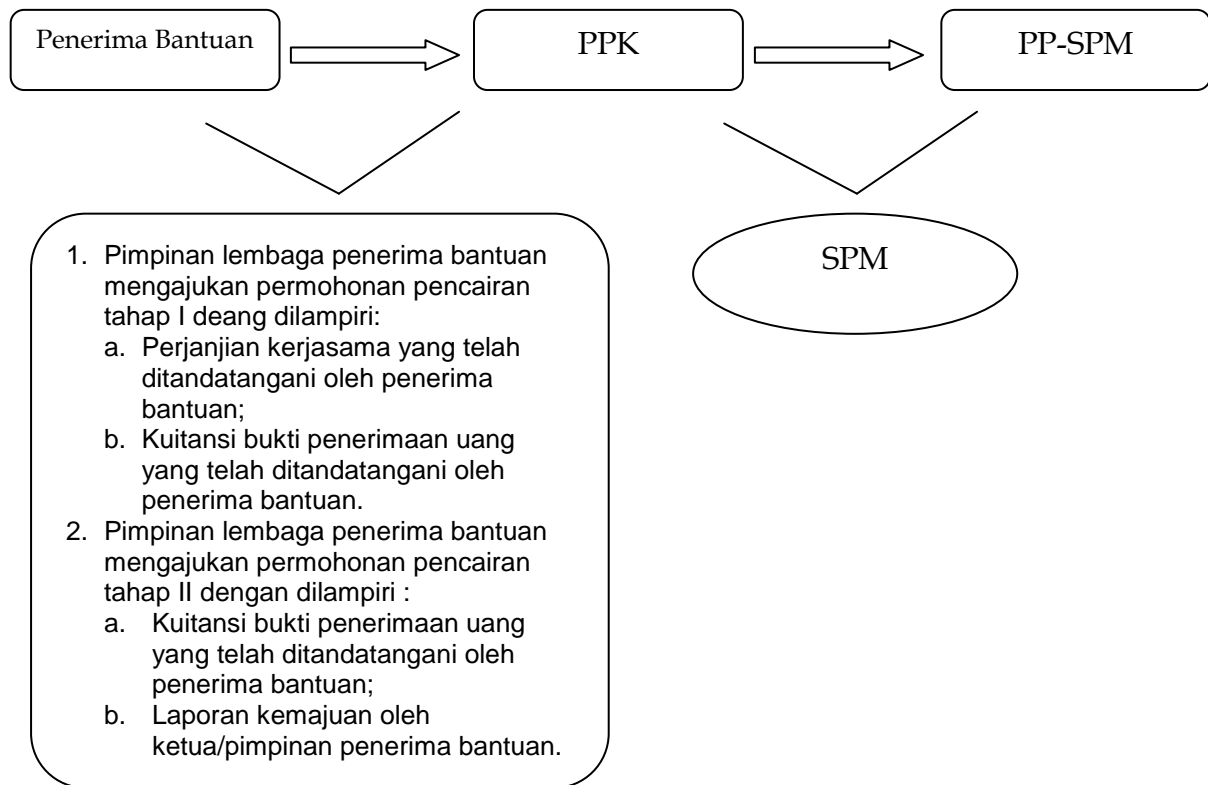 Penerima Bantuan
PPK
PP-SPM
1. Pimpinan lembaga penerima bantuan
mengajukan permohonan pencairan
tahap I deang dilampiri:
a. Perjanjian kerjasama yang telah
ditandatangani oleh penerima
bantuan;
b. Kuitansi bukti penerimaan uang
yang telah ditandatangani oleh
penerima bantuan.
2. Pimpinan lembaga penerima bantuan
mengajukan permohonan pencairan
tahap II dengan dilampiri :
a. Kuitansi bukti penerimaan uang
yang telah ditandatangani oleh
penerima bantuan;
b. Laporan kemajuan oleh
ketua/pimpinan penerima bantuan.
SPM